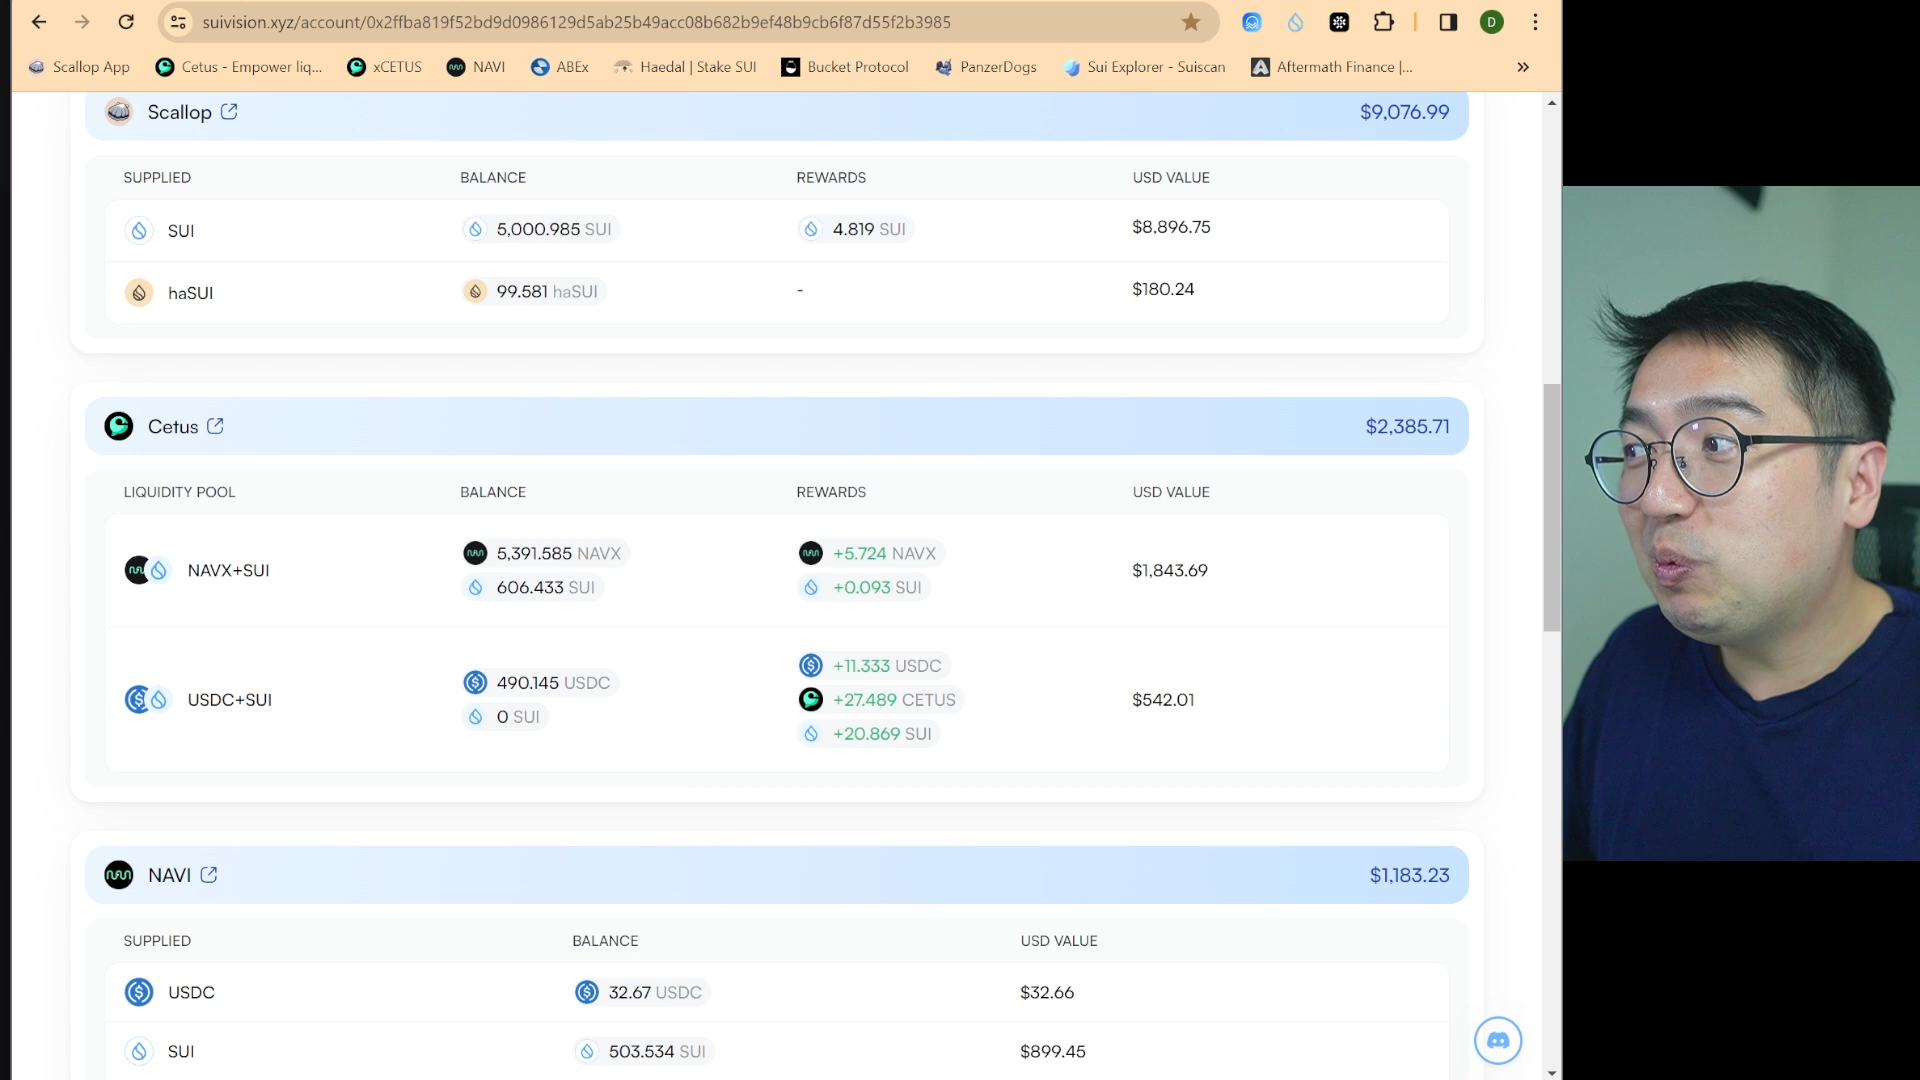 suivision.xyz/account/0x2ffba819f52bd9d0986129d5ab25b49acc08b682b9ef48b9cb6f87d55f2b3985
D
Scallop App
Cetus - Empower liq...
xCETUS
NAVI
ABEx
Haedal | Stake SUI
Bucket Protocol
PanzerDogs
Sui Explorer - Suiscan
Aftermath Finance |...
»
Scallop $9,076.99
SUPPLIED BALANCE REWARDS USD VALUE
SUI 5,000.985 SUI 4.819 SUI $8,896.75
haSUI 99.581 haSUI - $180.24
Cetus $2,385.71
LIQUIDITY POOL BALANCE REWARDS USD VALUE
NAVX+SUI 5,391.585 NAVX +5.724 NAVX $1,843.69
606.433 SUI +0.093 SUI
USDC+SUI 490.145 USDC +11.333 USDC $542.01
0 SUI +27.489 CETUS
+20.869 SUI
NAVI $1,183.23
SUPPLIED BALANCE USD VALUE
USDC 32.67 USDC $32.66
SUI 503.534 SUI $899.45